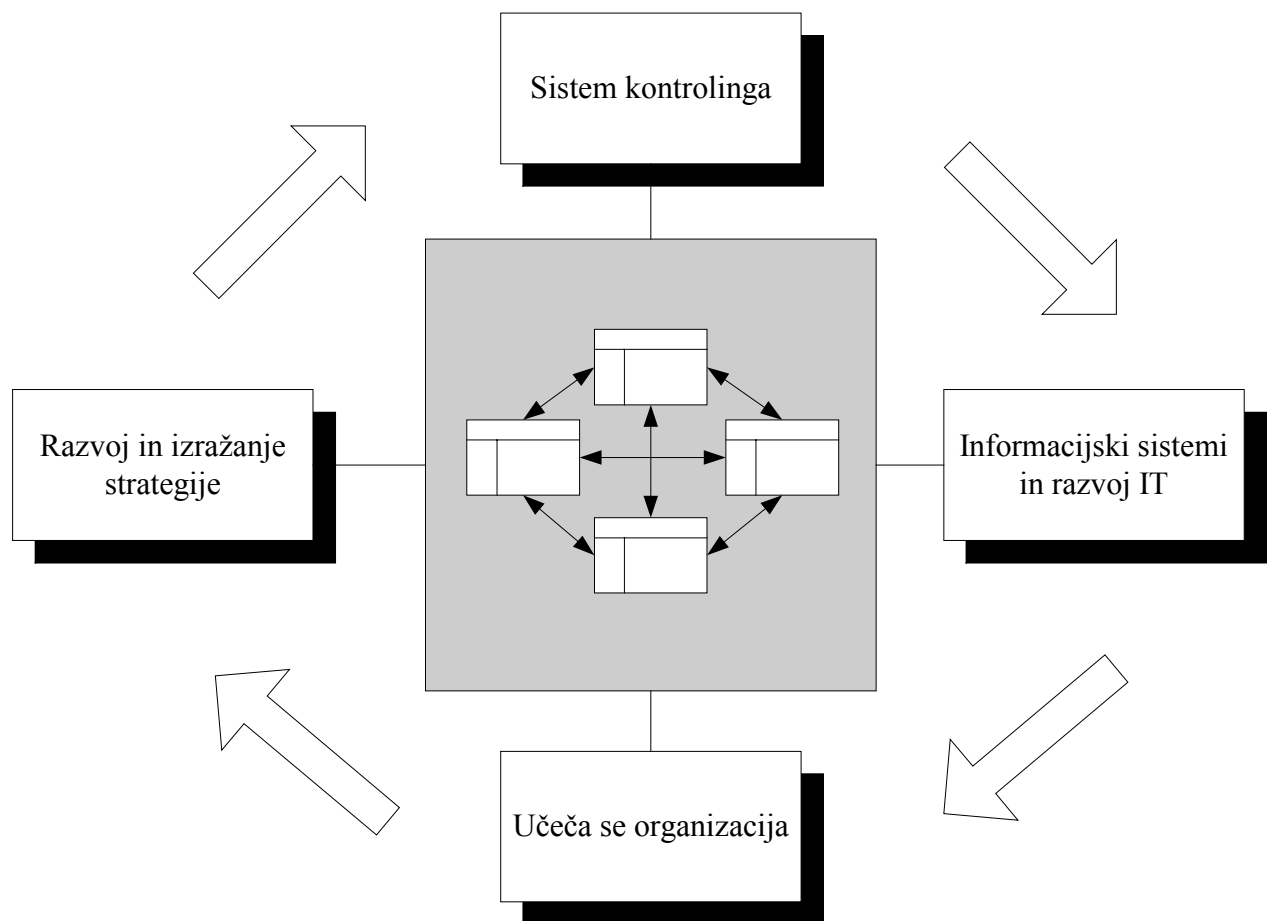 Sistem kontrolinga
Razvoj in izražanje
strategije
Informacijski sistemi
in razvoj IT
Učeča se organizacija